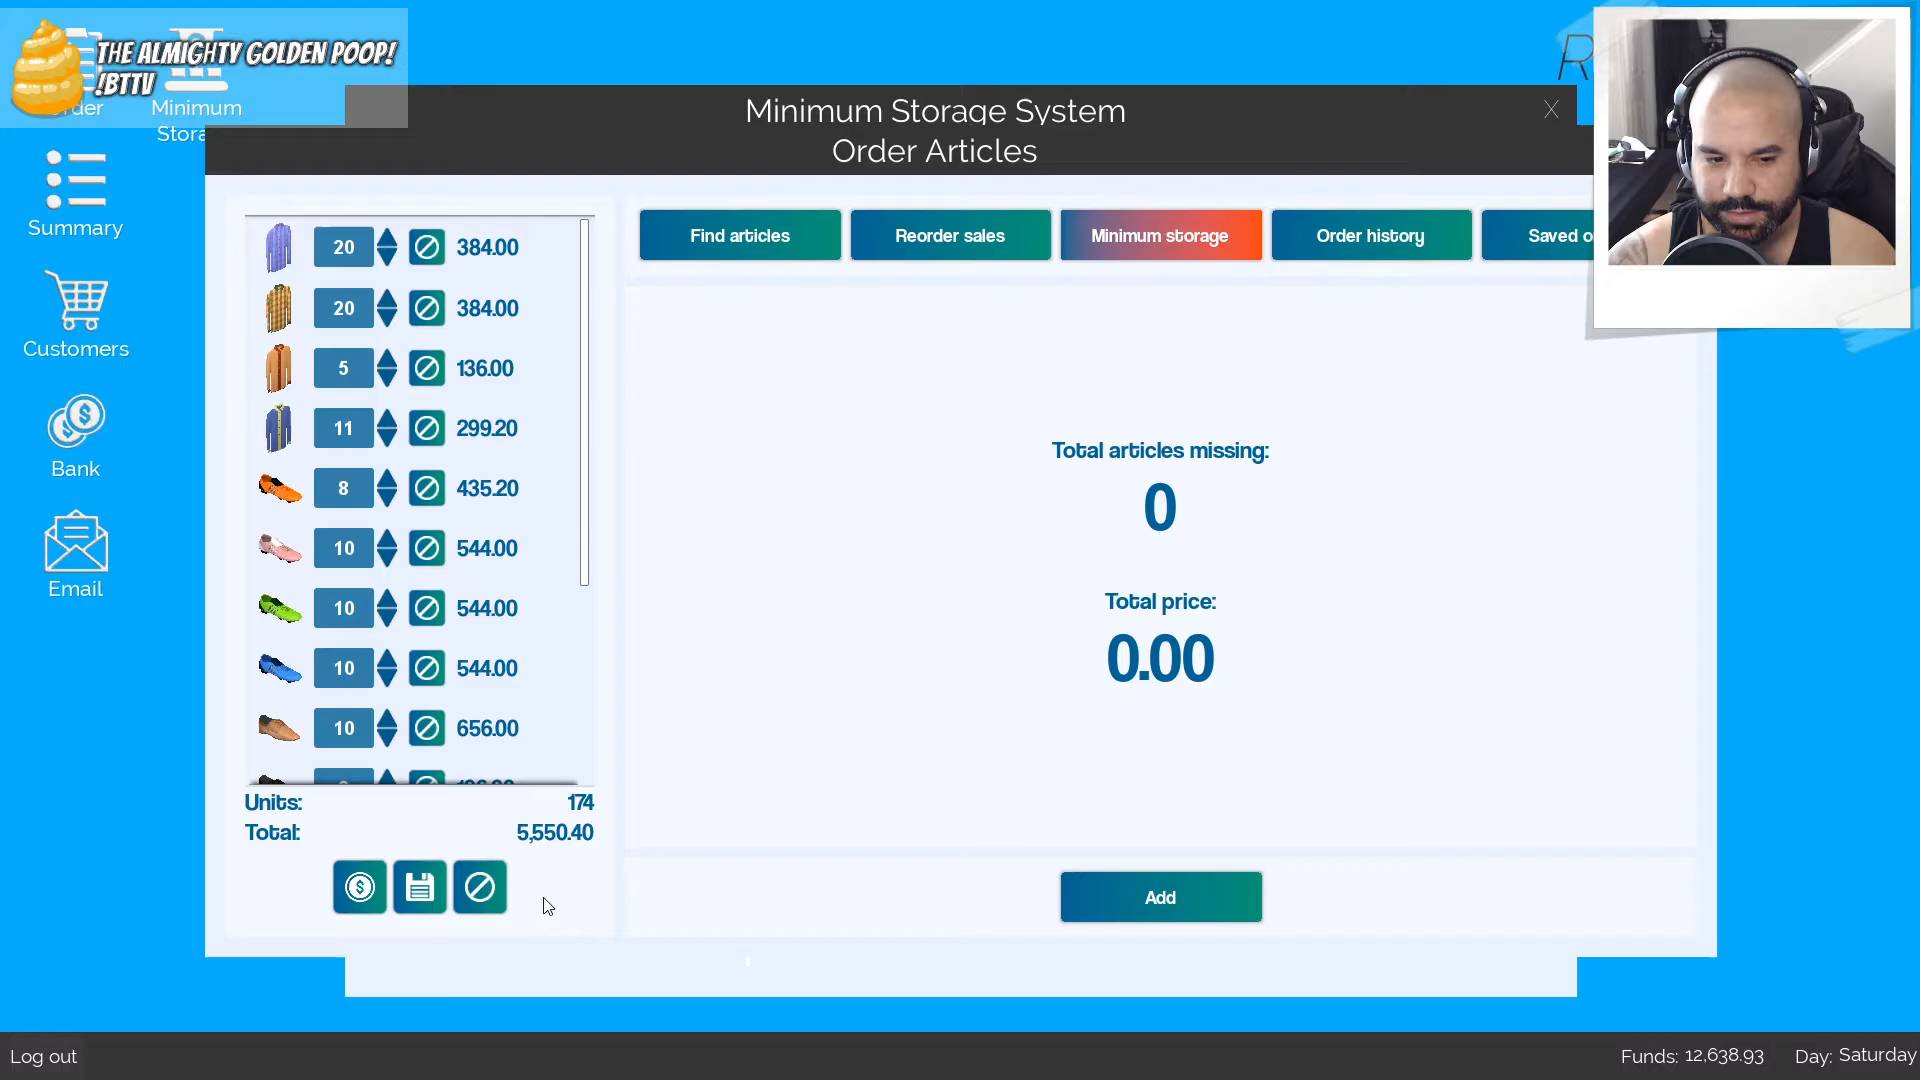 THE ALMIGHTY GOLDEN POOP!
!BTTV
Minimum
Summary
Customers
Bank
Email
Minimum Storage System
X
Order Articles
20 384.00
20 384.00
5 136.00
11 299.20
8 435.20
10 544.00
10 544.00
10 544.00
10 656.00
Units: 174
Total: 5,550.40
Find articles
Reorder sales
Minimum storage
Order history
Saved
Total articles missing:
0
Total price:
0.00
Add
Log out
Funds: 12,638.93
Day: Saturday